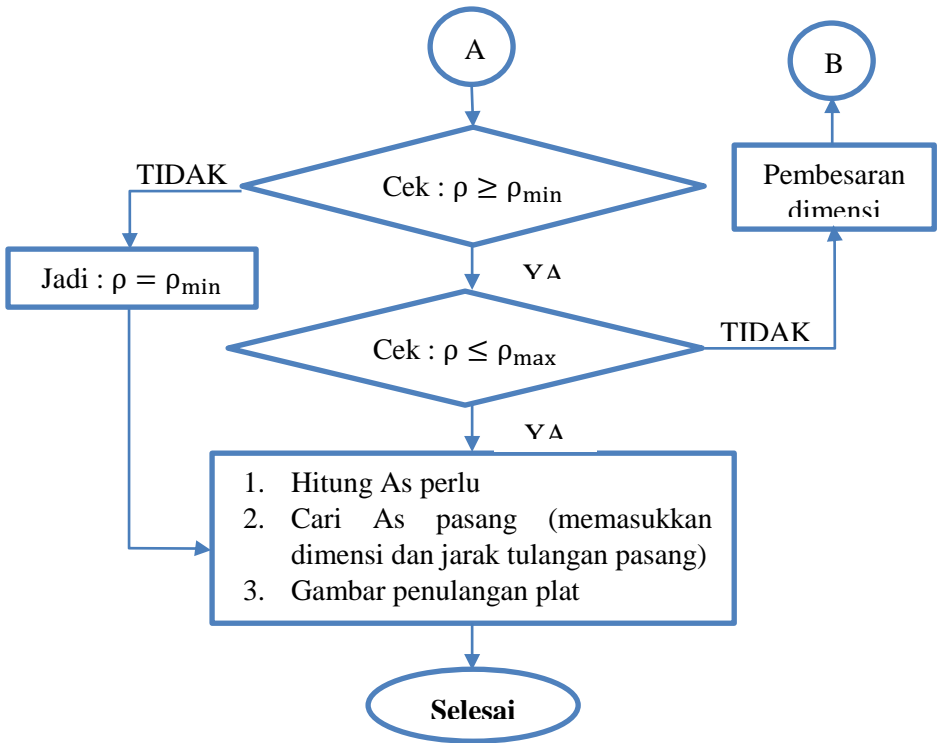 A
B
TIDAK
Cek : ρ ≥ ρmin
Pembesaran
dimensi
Jadi : ρ = ρmin
YA
Cek : ρ ≤ ρmax
TIDAK
YA
1. Hitung As perlu
2. Cari As pasang (memasukkan
dimensi dan jarak tulangan pasang)
3. Gambar penulangan plat
Selesai